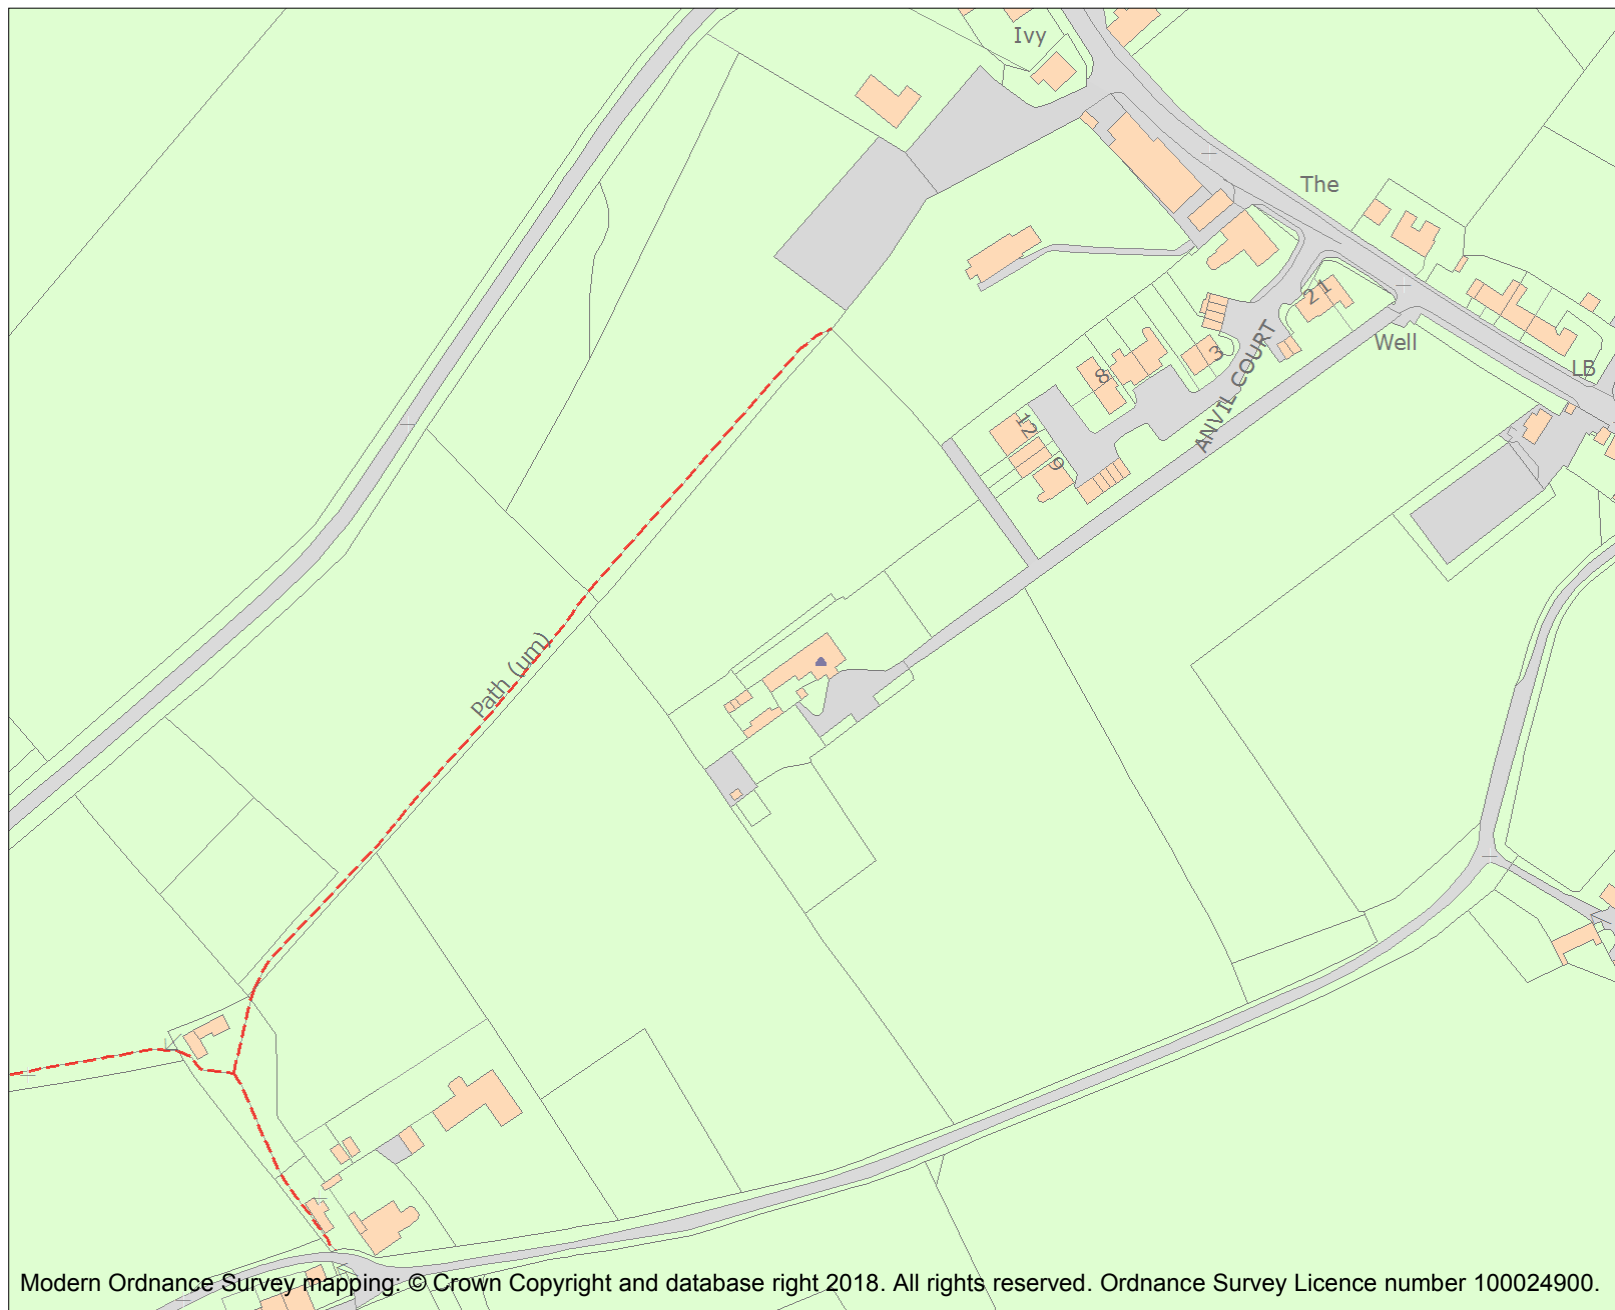 Ivy
The
21
Well
3
LB
8
ANVIL COURT
12
9
Path (um)
Modern Ordnance Survey mapping: © Crown Copyright and database right 2018. All rights reserved. Ordnance Survey Licence number 100024900.